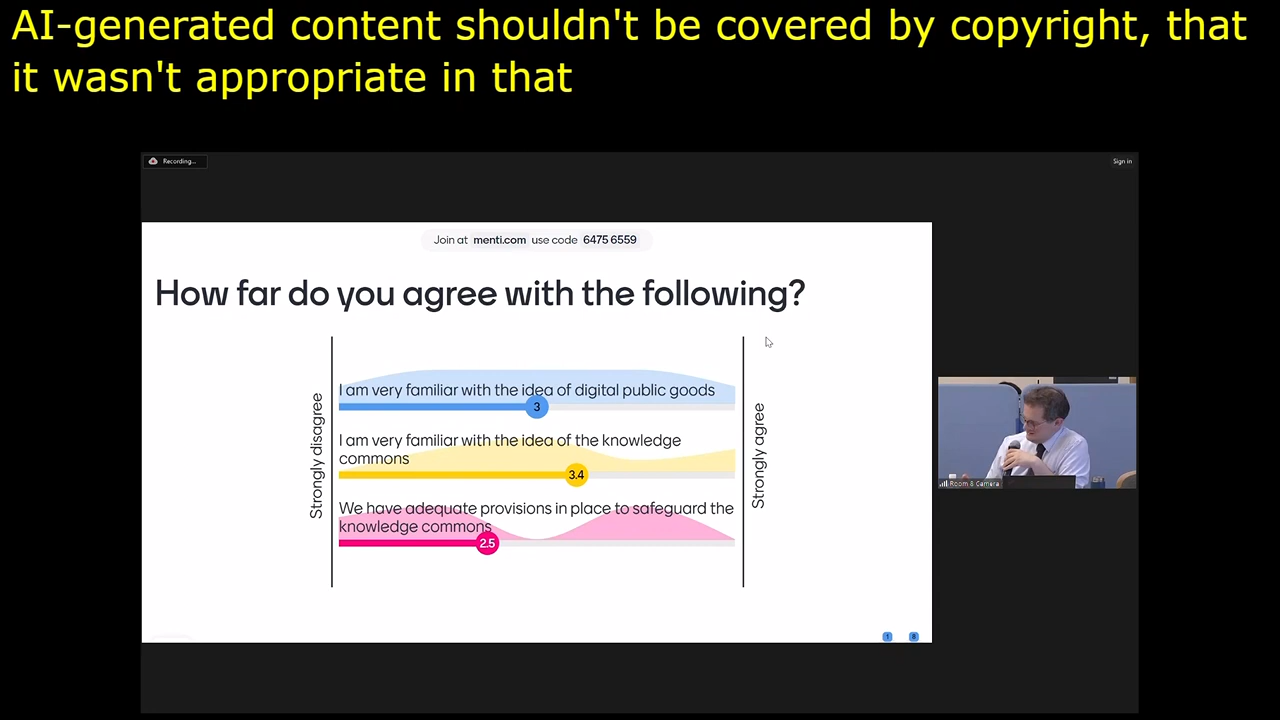 AI-generated content shouldn't be covered by copyright, that
it wasn't appropriate in that
Recording...
Sign in
Join at menti.com use code 6475 6559
How far do you agree with the following?
Strongly disagree
I am very familiar with the idea of digital public goods
3
I am very familiar with the idea of the knowledge
commons
3.4
We have adequate provisions in place to safeguard the
knowledge commons
2.5
Strongly agree
Room 8 Camera
1
8